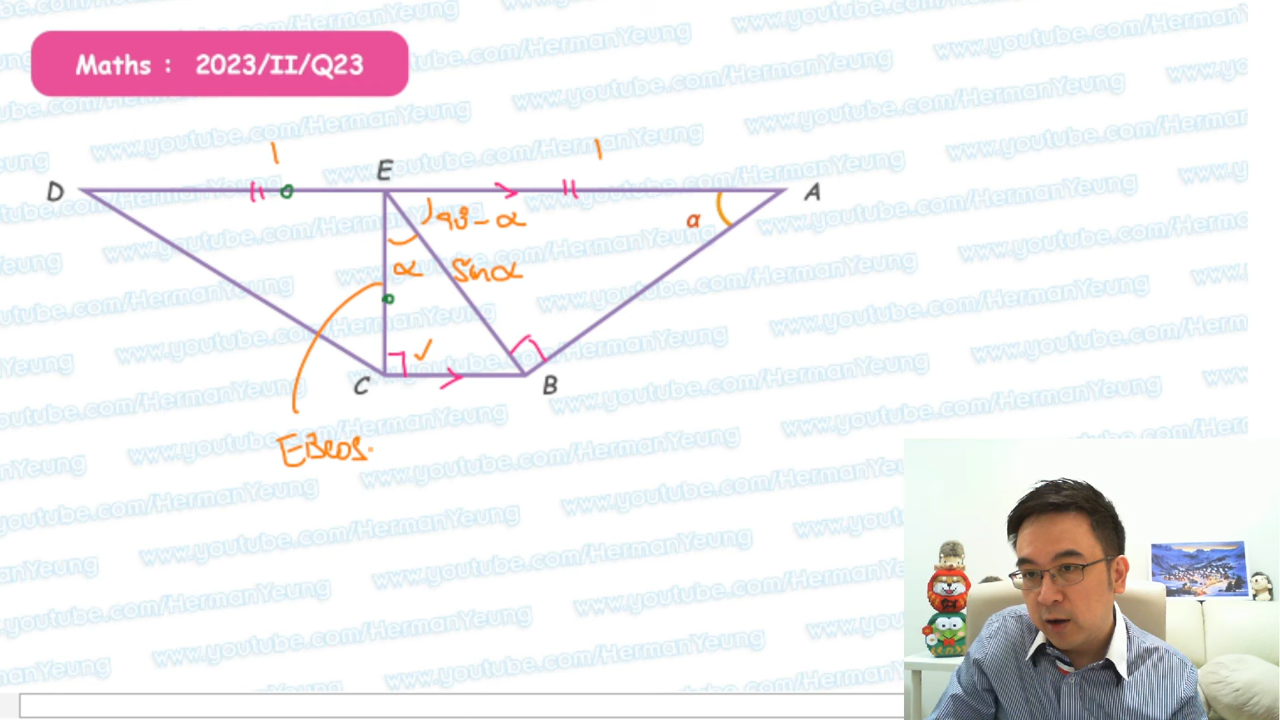 Maths : 2023/II/Q23
www.youtube.com/HermanYeung
D
E
A
1
1
90° - α
α
α
sinα
C
B
EBcos